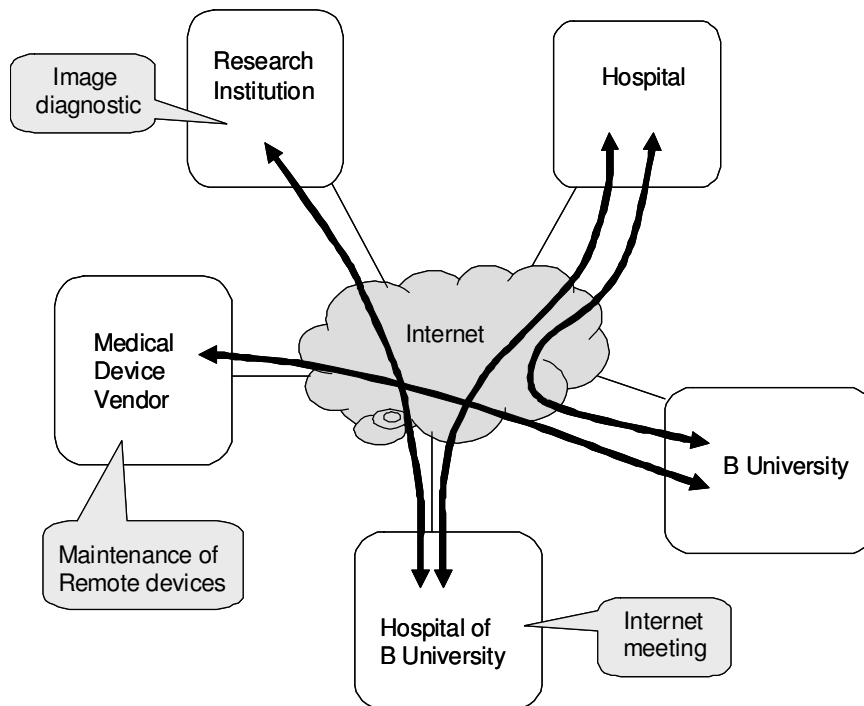 Research
Institution
Image
diagnostic
Hospital
Internet
Medical
Device
Vendor
B University
Maintenance of
Remote devices
Hospital of
B University
Internet
meeting